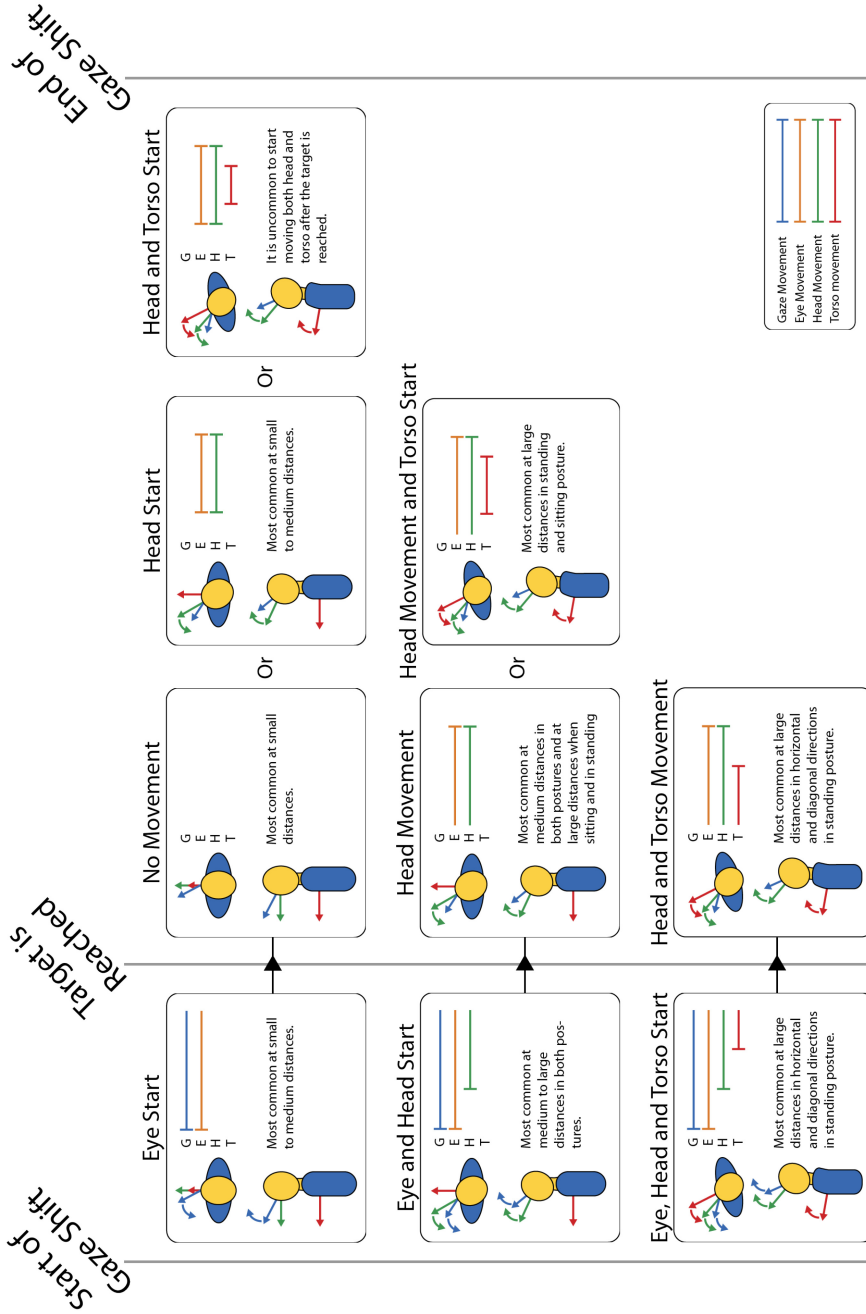 Start of
Gaze Shift
Target is
Reached
End of
Gaze Shift
Eye Start
G
E
H
T
Most common at small
to medium distances.
No Movement
G
E
H
T
Most common at small
distances.
Or
Head Start
G
E
H
T
Most common at small
to medium distances.
Or
Head and Torso Start
G
E
H
T
It is uncommon to start
moving both head and
torso after the target is
reached.
Eye and Head Start
G
E
H
T
Most common at
medium to large
distances in both pos-
tures.
Head Movement
G
E
H
T
Most common at
medium distances in
both postures and at
large distances when
sitting and in standing
Or
Head Movement and Torso Start
G
E
H
T
Most common at large
distances in standing
and sitting posture.
Eye, Head and Torso Start
G
E
H
T
Most common at large
distances in horizontal
and diagonal directions
in standing posture.
Head and Torso Movement
G
E
H
T
Most common at large
distances in horizontal
and diagonal directions
in standing posture.
Gaze Movement
Eye Movement
Head Movement
Torso movement